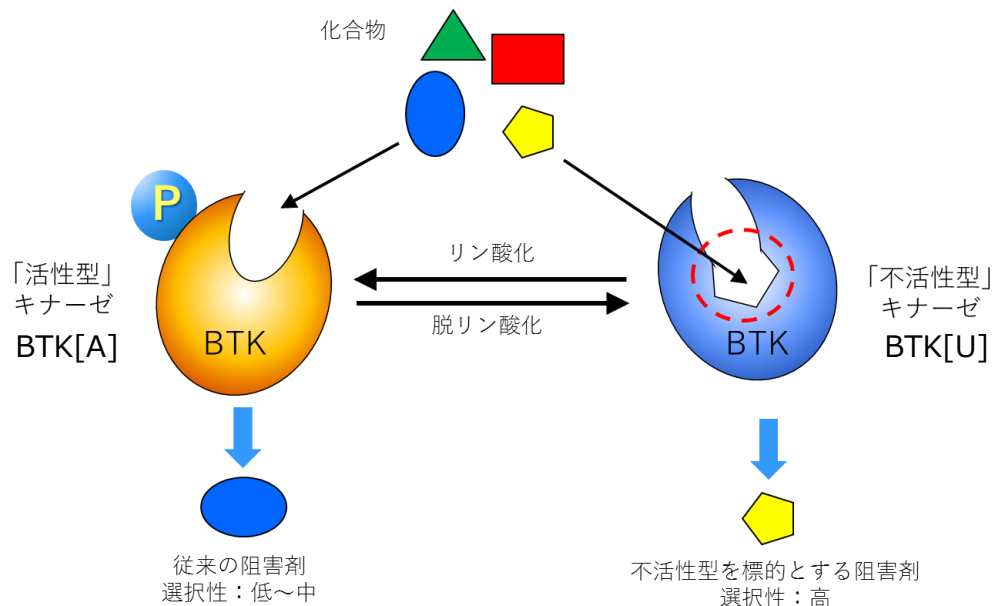 化合物
P
リン酸化
脱リン酸化
「活性型」
キナーゼ
BTK[A]
BTK
BTK
「不活性型」
キナーゼ
BTK[U]
従来の阻害剤
選択性：低～中
不活性型を標的とする阻害剤
選択性：高